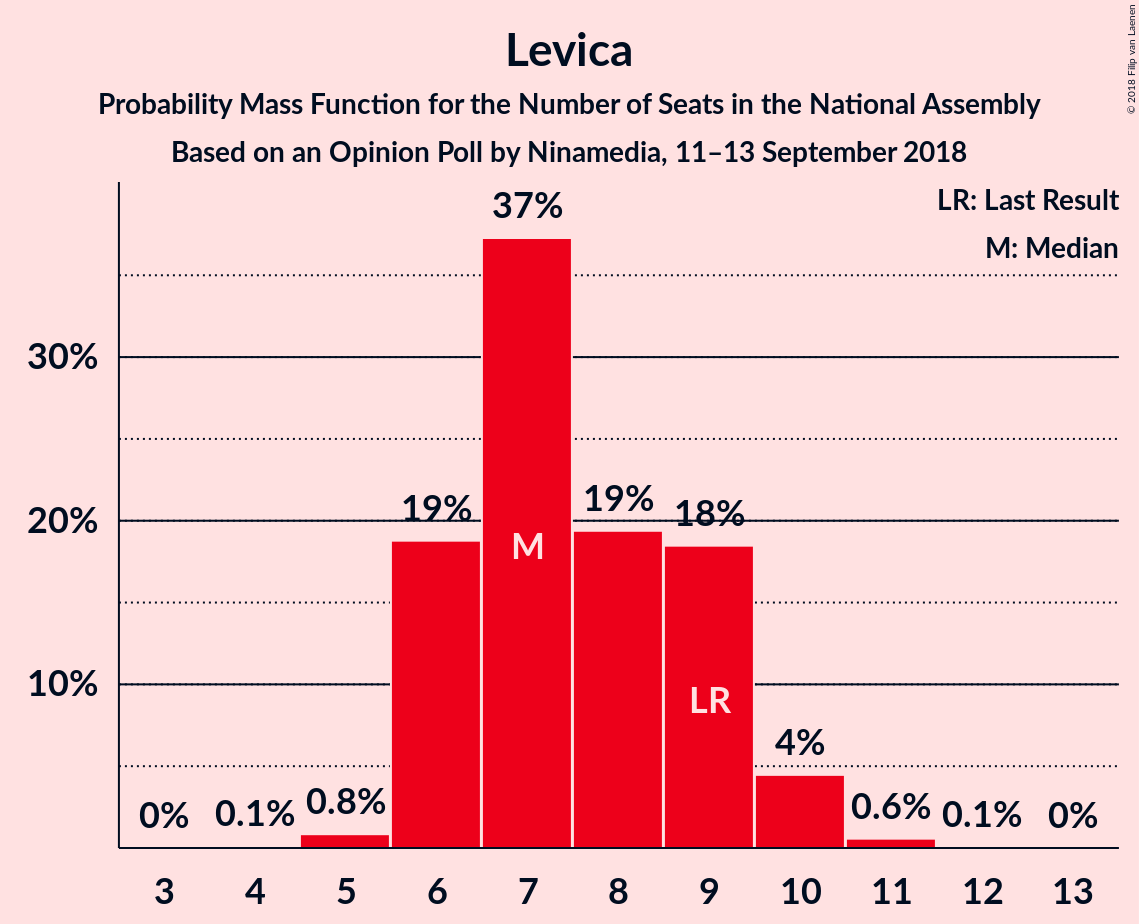 Levica
Probability Mass Function for the Number of Seats in the National Assembly
Based on an Opinion Poll by Ninamedia, 11–13 September 2018
© 2018 Filip van Laenen
LR: Last Result
M: Median
37%
30%
19%
19%
18%
20%
M
10%
LR
4%
0%
0.1%
0.8%
0.6%
0.1%
0%
3 4 5 6 7 8 9 10 11 12 13